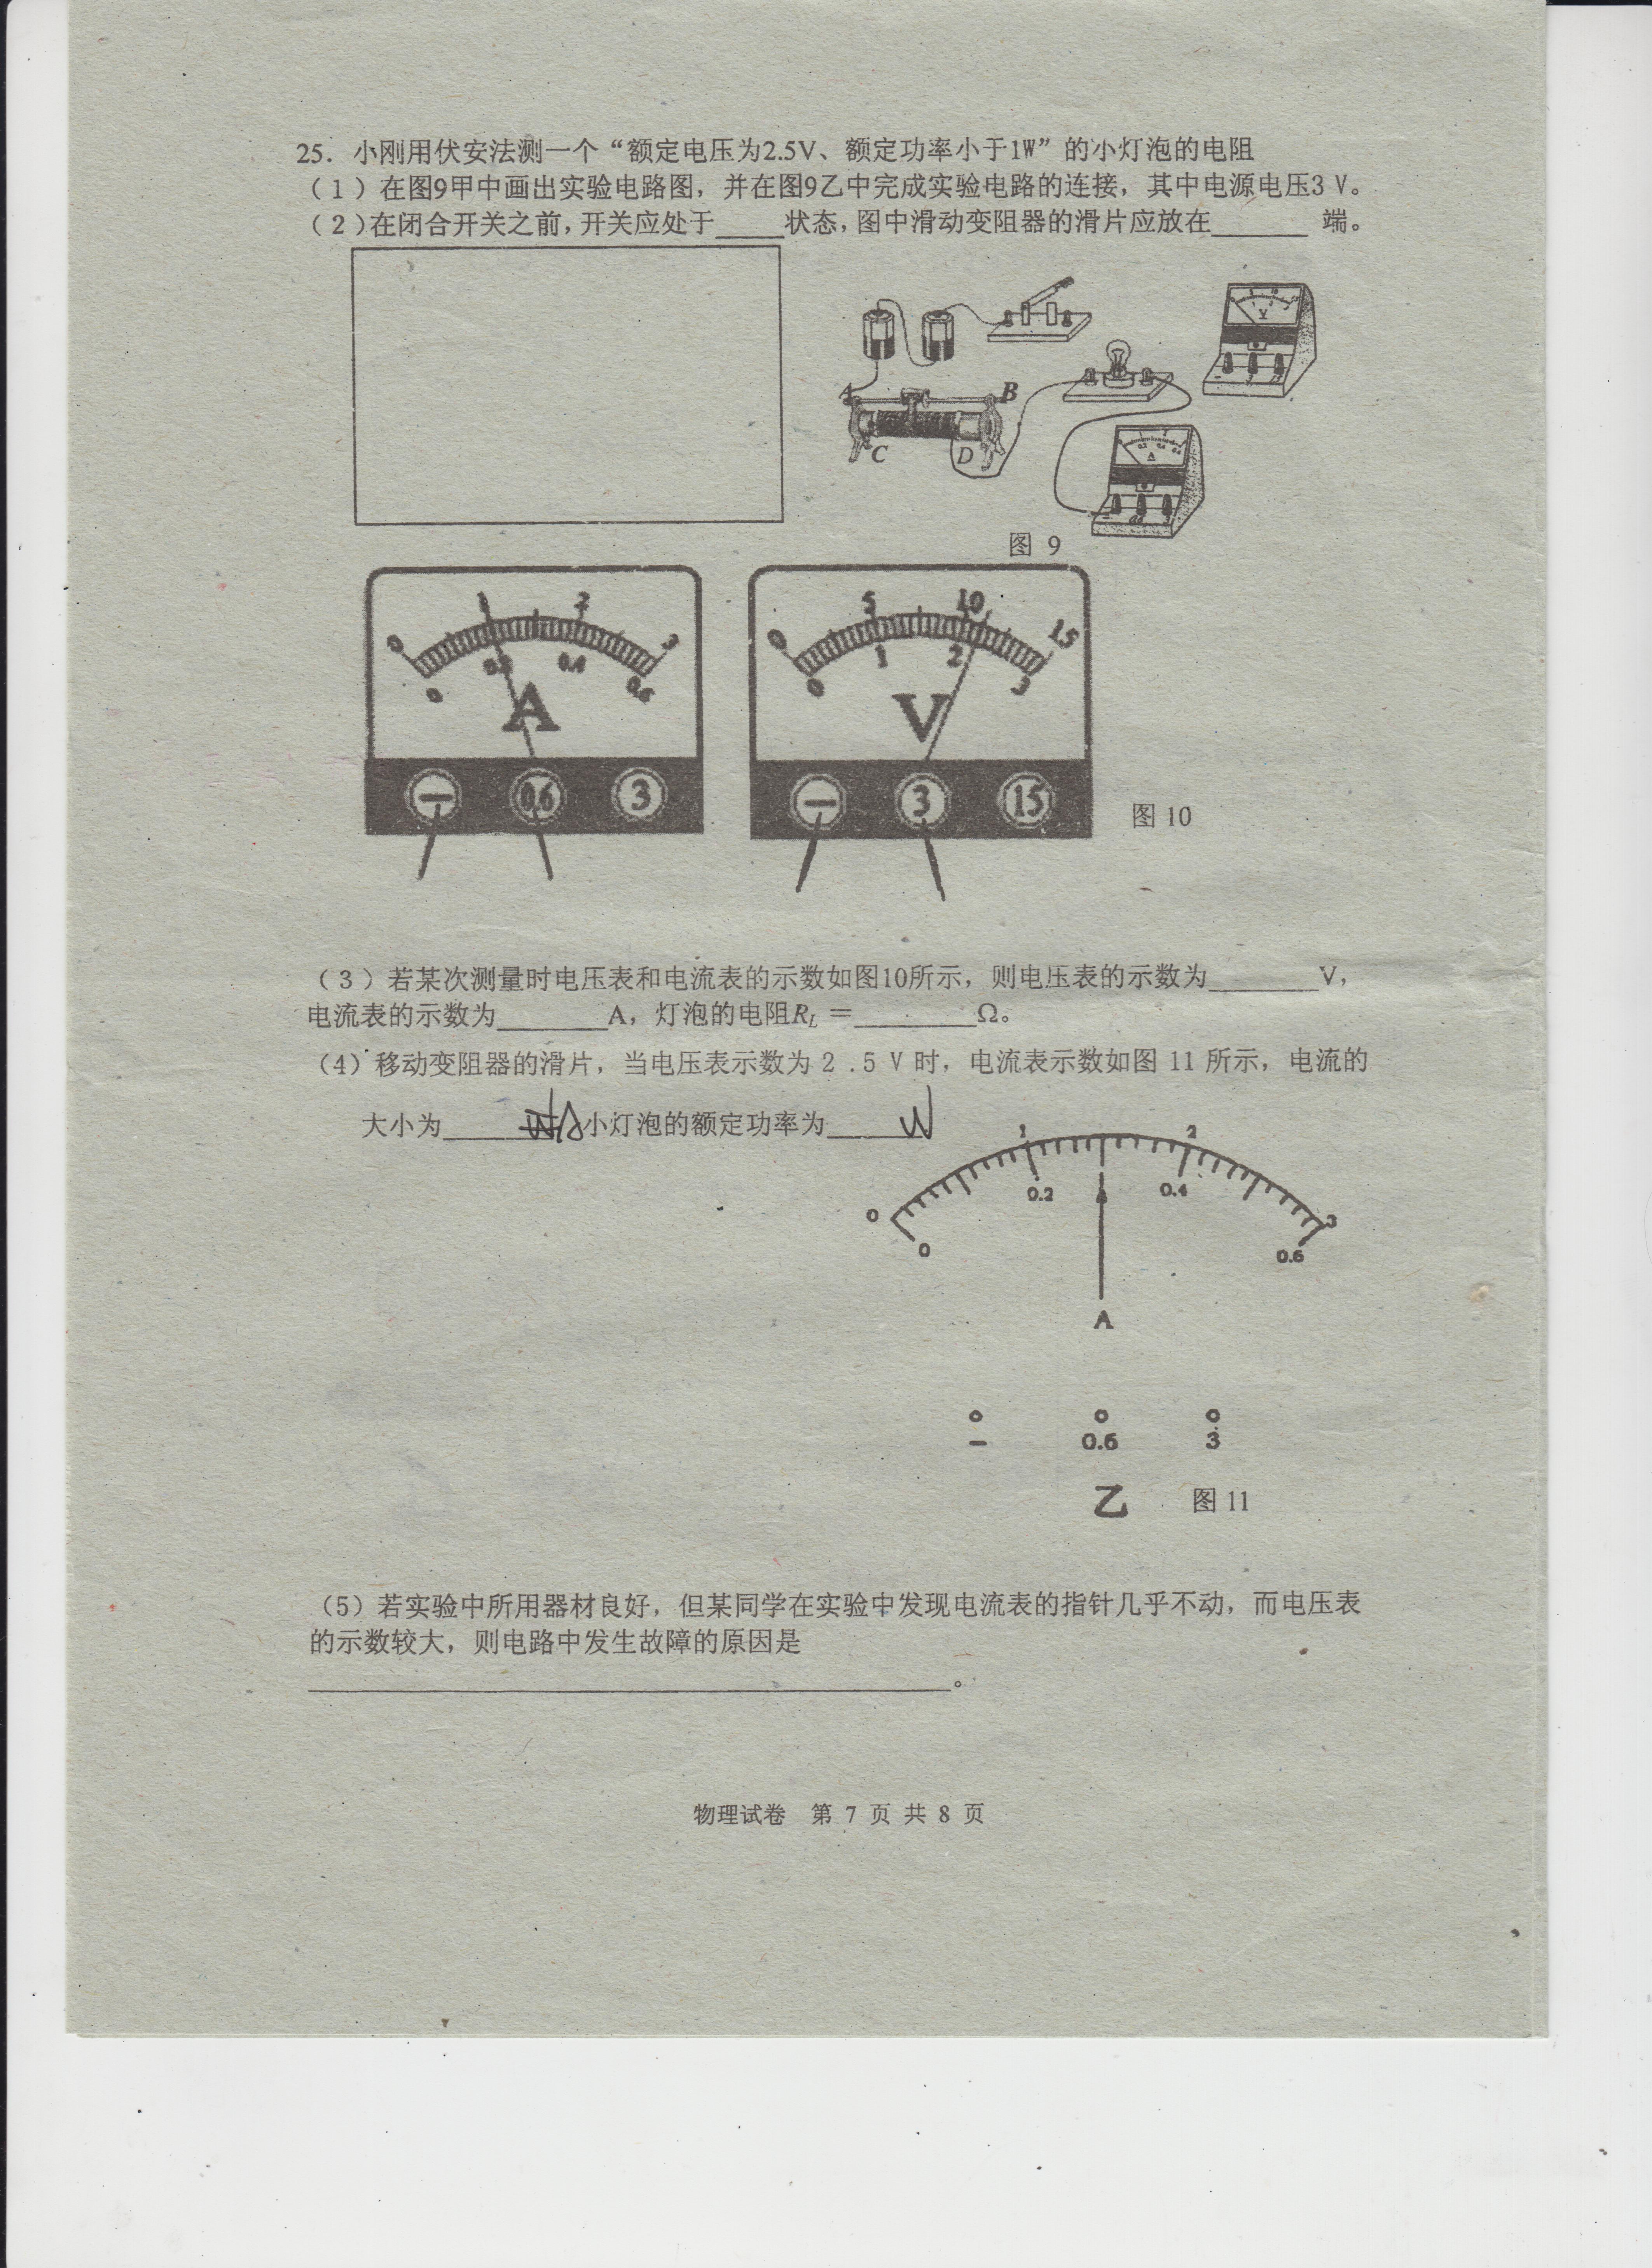 25. 小刚用伏安法测一个“额定电压为2.5V、额定功率小于1W”的小灯泡的电阻
（1）在图9甲中画出实验电路图，并在图9乙中完成实验电路的连接，其中电源电压3 V。
（2）在闭合开关之前，开关应处于_____状态，图中滑动变阻器的滑片应放在_______ 端。
A B
C D
V
A
图 9
0 1 2 3
0 0.2 0.4 0.6
A
- 0.6 3
0 5 10 15
0 1 2 3
V
- 3 15
图 10
（3）若某次测量时电压表和电流表的示数如图10所示，则电压表的示数为________V，
电流表的示数为________A，灯泡的电阻RL ＝_________Ω。
（4）移动变阻器的滑片，当电压表示数为 2 .5 V 时，电流表示数如图 11 所示，电流的
大小为________A 小灯泡的额定功率为_______W
0 1 2 3
0 0.2 0.4 0.6
A
- 0.6 3
乙 图 11
（5）若实验中所用器材良好，但某同学在实验中发现电流表的指针几乎不动，而电压表
的示数较大，则电路中发生故障的原因是
_______________________________________________。
物理试卷 第 7 页 共 8 页